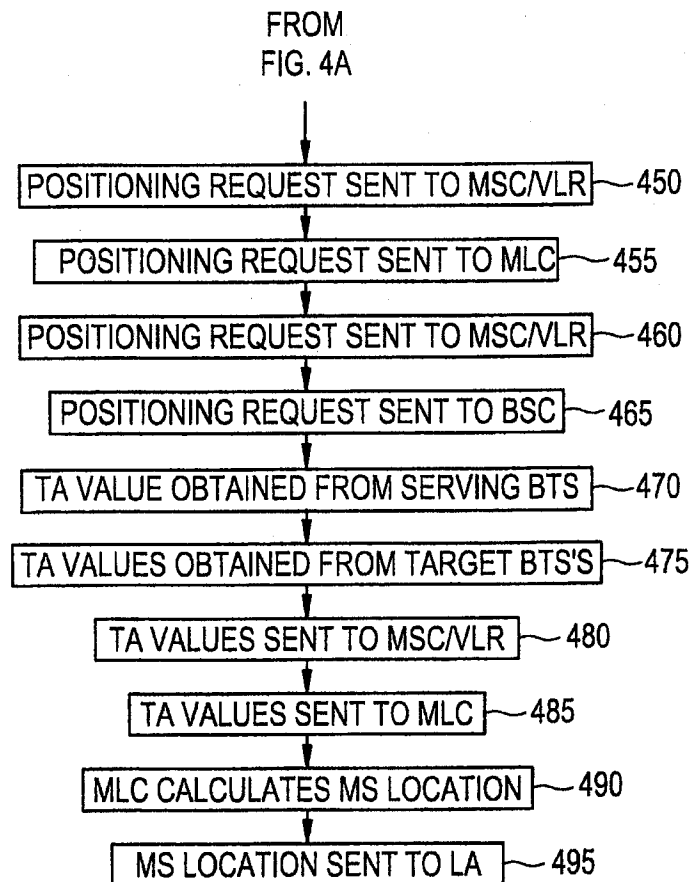 FROM
FIG. 4A
POSITIONING REQUEST SENT TO MSC/VLR 450
POSITIONING REQUEST SENT TO MLC 455
POSITIONING REQUEST SENT TO MSC/VLR 460
POSITIONING REQUEST SENT TO BSC 465
TA VALUE OBTAINED FROM SERVING BTS 470
TA VALUES OBTAINED FROM TARGET BTS'S 475
TA VALUES SENT TO MSC/VLR 480
TA VALUES SENT TO MLC 485
MLC CALCULATES MS LOCATION 490
MS LOCATION SENT TO LA 495